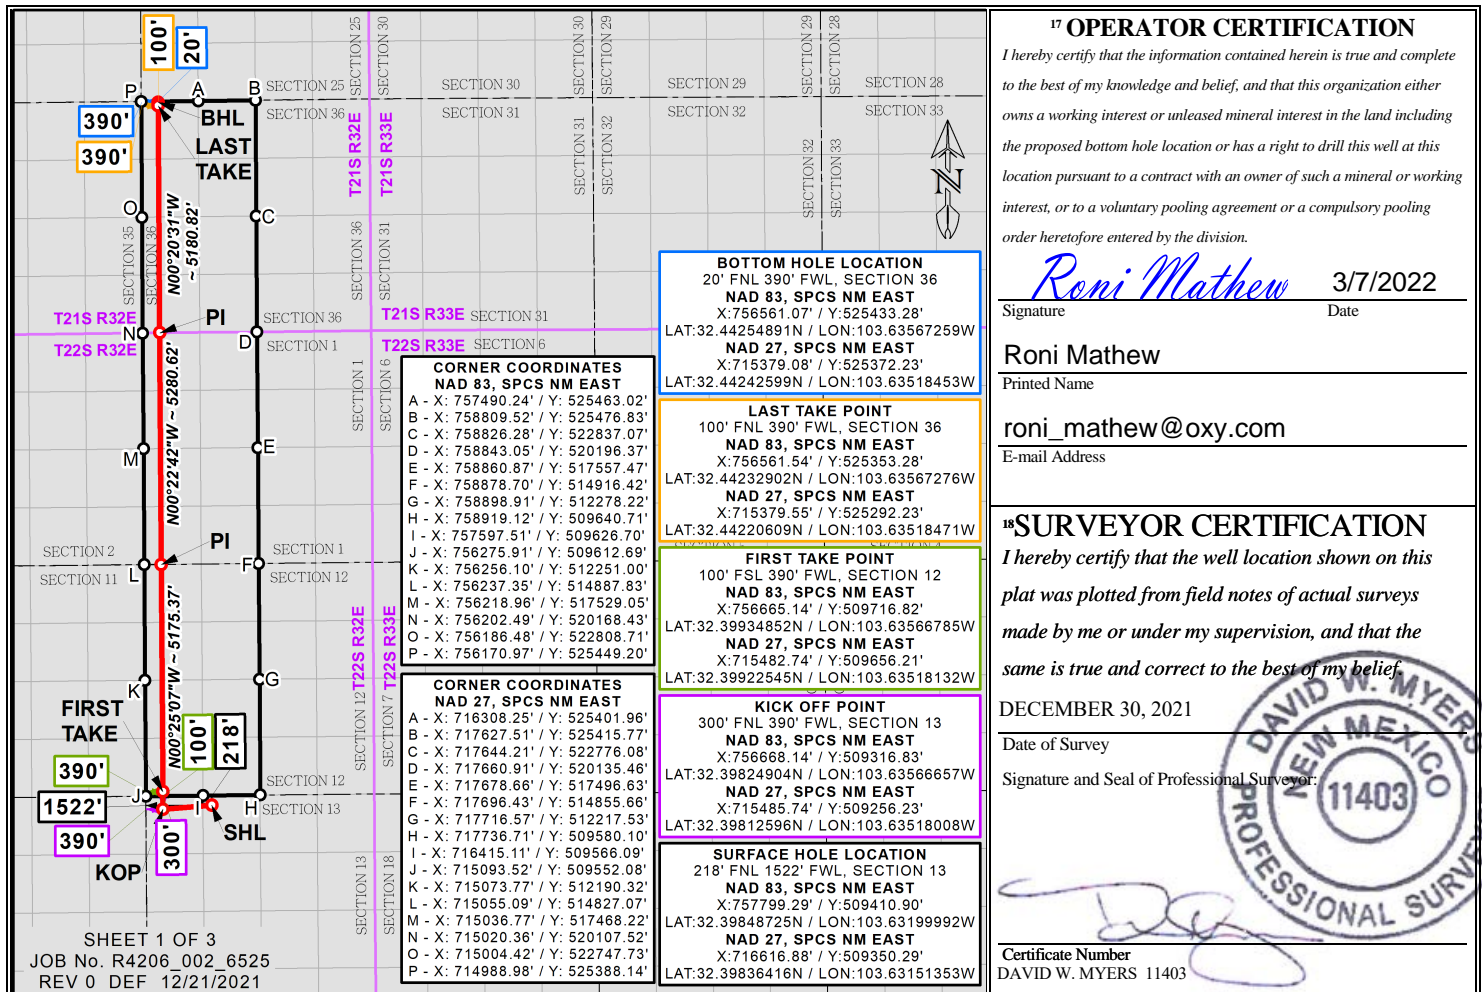 100'
20'
SECTION 25
SECTION 30
SECTION 30
SECTION 29
SECTION 29
SECTION 28
P
A
B
SECTION 25
SECTION 30
SECTION 29
SECTION 28
SECTION 36
SECTION 31
SECTION 32
SECTION 33
390'
BHL
390'
LAST
TAKE
T21S R32E
T21S R33E
SECTION 31
SECTION 32
SECTION 32
SECTION 33
N
O
C
SECTION 35
SECTION 36
N00°20'31"W
~ 5180.82'
SECTION 36
SECTION 31
T21S R32E
PI
SECTION 36
T21S R33E
SECTION 31
N
D
T22S R32E
SECTION 1
T22S R33E
SECTION 6
N00°22'42"W ~ 5280.62'
SECTION 1
SECTION 6
M
E
PI
SECTION 2
SECTION 1
L
F
SECTION 11
SECTION 12
N00°25'07"W ~ 5175.37'
T22S R32E
T22S R33E
K
G
FIRST
TAKE
100'
218'
SECTION 12
SECTION 7
390'
SECTION 12
J
I
H
1522'
SECTION 13
390'
300'
SHL
KOP
SECTION 13
SECTION 18
SHEET 1 OF 3
JOB No. R4206_002_6525
REV 0 DEF 12/21/2021
CORNER COORDINATES
NAD 83, SPCS NM EAST
A - X: 757490.24' / Y: 525463.02'
B - X: 758809.52' / Y: 525476.83'
C - X: 758826.28' / Y: 522837.07'
D - X: 758843.05' / Y: 520196.37'
E - X: 758860.87' / Y: 517557.47'
F - X: 758878.70' / Y: 514916.42'
G - X: 758898.91' / Y: 512278.22'
H - X: 758919.12' / Y: 509640.71'
I - X: 757597.51' / Y: 509626.70'
J - X: 756275.91' / Y: 509612.69'
K - X: 756256.10' / Y: 512251.00'
L - X: 756237.35' / Y: 514887.83'
M - X: 756218.96' / Y: 517529.05'
N - X: 756202.49' / Y: 520168.43'
O - X: 756186.48' / Y: 522808.71'
P - X: 756170.97' / Y: 525449.20'
CORNER COORDINATES
NAD 27, SPCS NM EAST
A - X: 716308.25' / Y: 525401.96'
B - X: 717627.51' / Y: 525415.77'
C - X: 717644.21' / Y: 522776.08'
D - X: 717660.91' / Y: 520135.46'
E - X: 717678.66' / Y: 517496.63'
F - X: 717696.43' / Y: 514855.66'
G - X: 717716.57' / Y: 512217.53'
H - X: 717736.71' / Y: 509580.10'
I - X: 716415.11' / Y: 509566.09'
J - X: 715093.52' / Y: 509552.08'
K - X: 715073.77' / Y: 512190.32'
L - X: 715055.09' / Y: 514827.07'
M - X: 715036.77' / Y: 517468.22'
N - X: 715020.36' / Y: 520107.52'
O - X: 715004.42' / Y: 522747.73'
P - X: 714988.98' / Y: 525388.14'
BOTTOM HOLE LOCATION
20' FNL 390' FWL, SECTION 36
NAD 83, SPCS NM EAST
X:756561.07' / Y:525433.28'
LAT:32.44254891N / LON:103.63567259W
NAD 27, SPCS NM EAST
X:715379.08' / Y:525372.23'
LAT:32.44242599N / LON:103.63518453W
LAST TAKE POINT
100' FNL 390' FWL, SECTION 36
NAD 83, SPCS NM EAST
X:756561.54' / Y:525353.28'
LAT:32.44232902N / LON:103.63567276W
NAD 27, SPCS NM EAST
X:715379.55' / Y:525292.23'
LAT:32.44220609N / LON:103.63518471W
FIRST TAKE POINT
100' FSL 390' FWL, SECTION 12
NAD 83, SPCS NM EAST
X:756665.14' / Y:509716.82'
LAT:32.39934852N / LON:103.63566785W
NAD 27, SPCS NM EAST
X:715482.74' / Y:509656.21'
LAT:32.39922545N / LON:103.63518132W
KICK OFF POINT
300' FNL 390' FWL, SECTION 13
NAD 83, SPCS NM EAST
X:756668.14' / Y:509316.83'
LAT:32.39824904N / LON:103.63566657W
NAD 27, SPCS NM EAST
X:715485.74' / Y:509256.23'
LAT:32.39812596N / LON:103.63518008W
SURFACE HOLE LOCATION
218' FNL 1522' FWL, SECTION 13
NAD 83, SPCS NM EAST
X:757799.29' / Y:509410.90'
LAT:32.39848725N / LON:103.63199992W
NAD 27, SPCS NM EAST
X:716616.88' / Y:509350.29'
LAT:32.39836416N / LON:103.63151353W
17 OPERATOR CERTIFICATION
I hereby certify that the information contained herein is true and complete
to the best of my knowledge and belief, and that this organization either
owns a working interest or unleased mineral interest in the land including
the proposed bottom hole location or has a right to drill this well at this
location pursuant to a contract with an owner of such a mineral or working
interest, or to a voluntary pooling agreement or a compulsory pooling
order heretofore entered by the division.
Roni Mathew 3/7/2022
Signature Date
Roni Mathew
Printed Name
roni_mathew@oxy.com
E-mail Address
18 SURVEYOR CERTIFICATION
I hereby certify that the well location shown on this
plat was plotted from field notes of actual surveys
made by me or under my supervision, and that the
same is true and correct to the best of my belief.
DECEMBER 30, 2021
Date of Survey
Signature and Seal of Professional Surveyor:
DAVID W. MYERS
NEW MEXICO
11403
PROFESSIONAL
Certificate Number
DAVID W. MYERS 11403